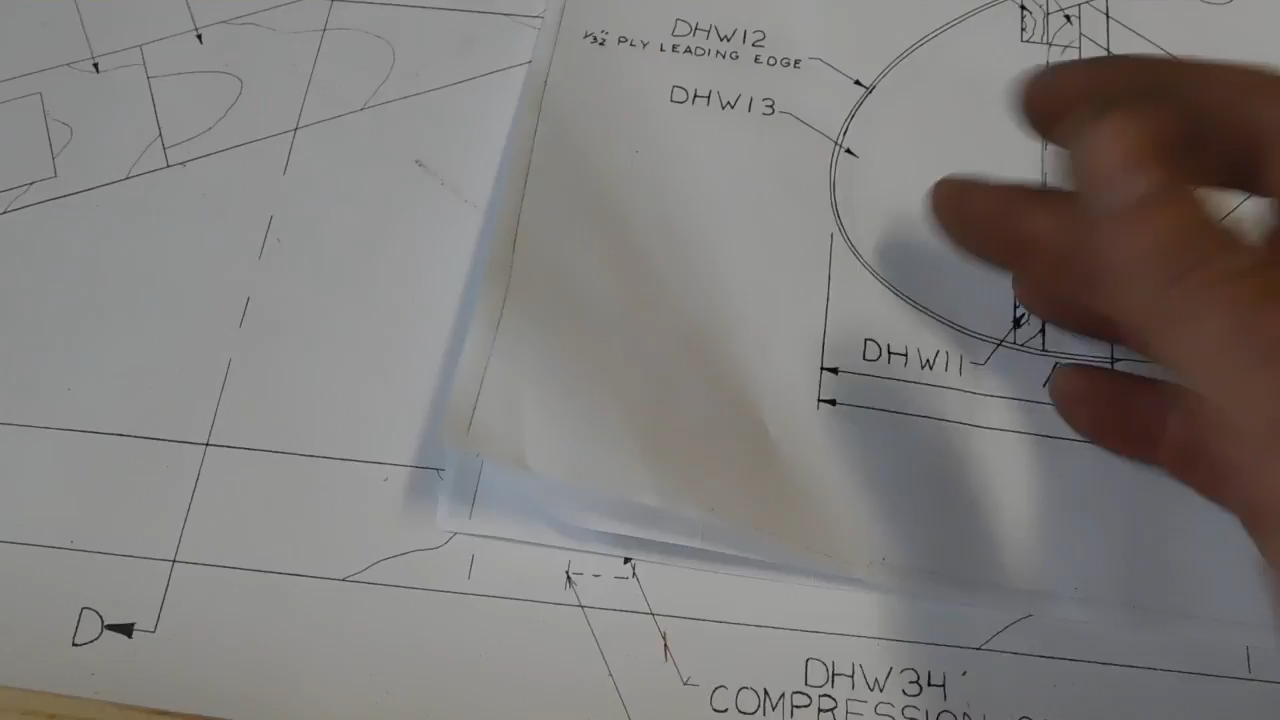 DHW12
1/32" PLY LEADING EDGE
DHW13
DHW11
D
DHW34
COMPRESSION